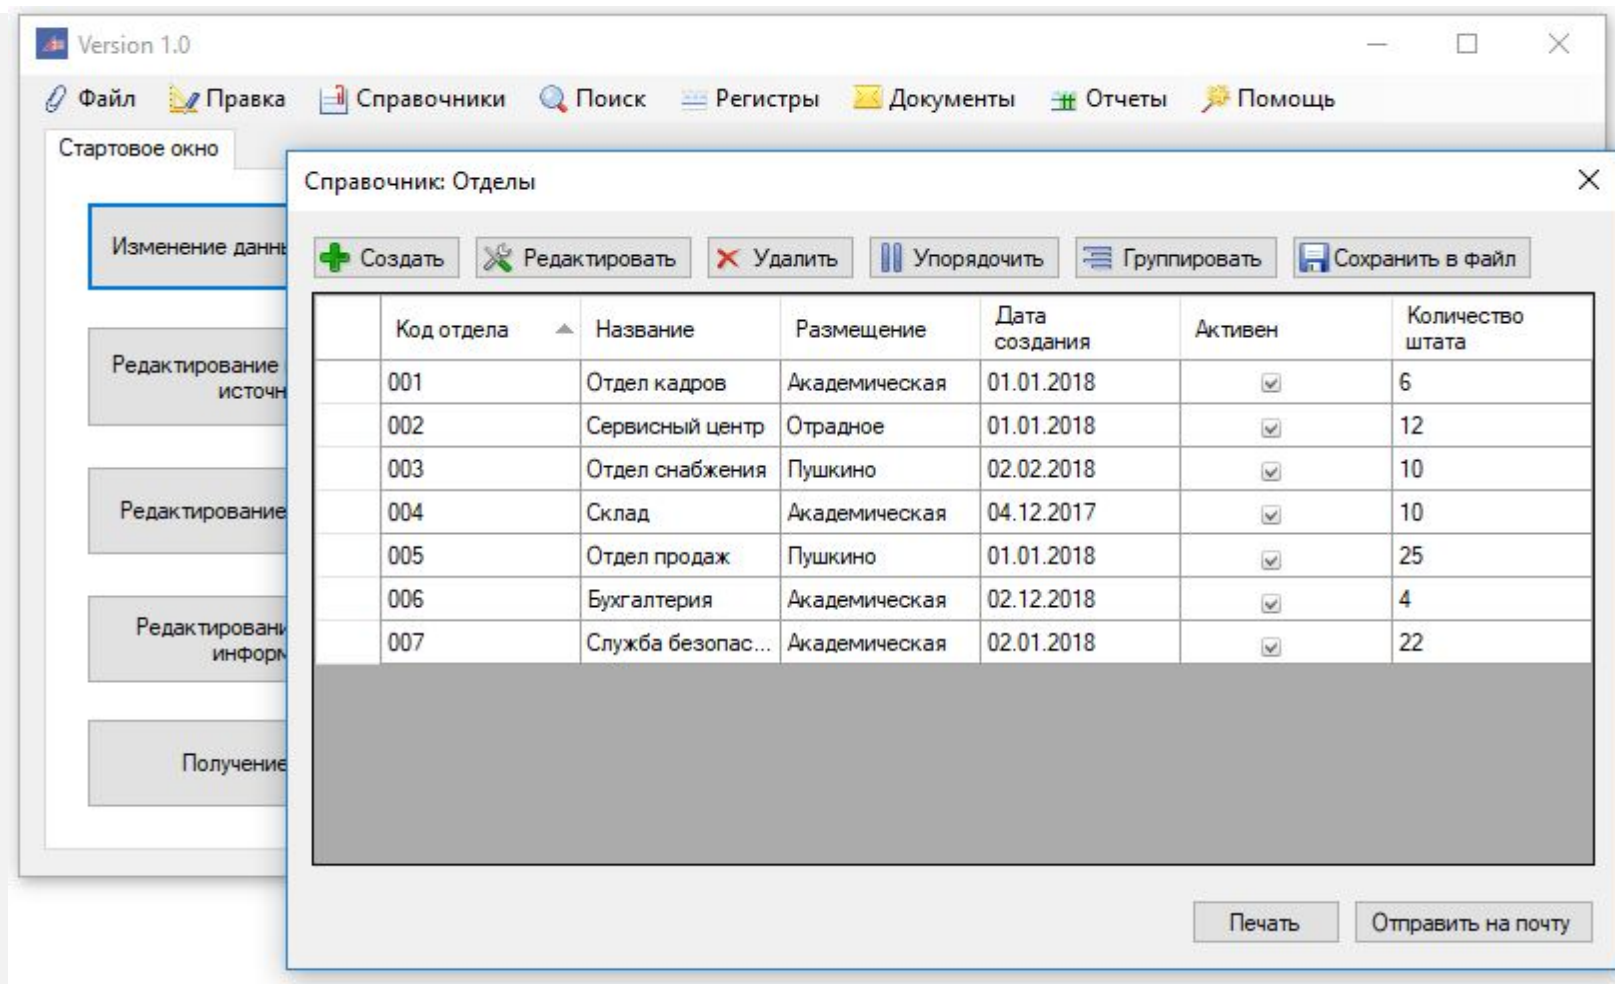 Version 1.0
Файл Правка Справочники Поиск Регистры Документы Отчеты Помощь
Стартовое окно
Справочник: Отделы
Изменение данны
Создать Редактировать Удалить Упорядочить Группировать Сохранить в файл
Редактирование
источн
Редактирование
Редактировани
информ
Получение
Код отдела Название Размещение Дата создания Активен Количество штата
001 Отдел кадров Академическая 01.01.2018 6
002 Сервисный центр Отрадное 01.01.2018 12
003 Отдел снабжения Пушкино 02.02.2018 10
004 Склад Академическая 04.12.2017 10
005 Отдел продаж Пушкино 01.01.2018 25
006 Бухгалтерия Академическая 02.12.2018 4
007 Служба безопас... Академическая 02.01.2018 22
Печать Отправить на почту